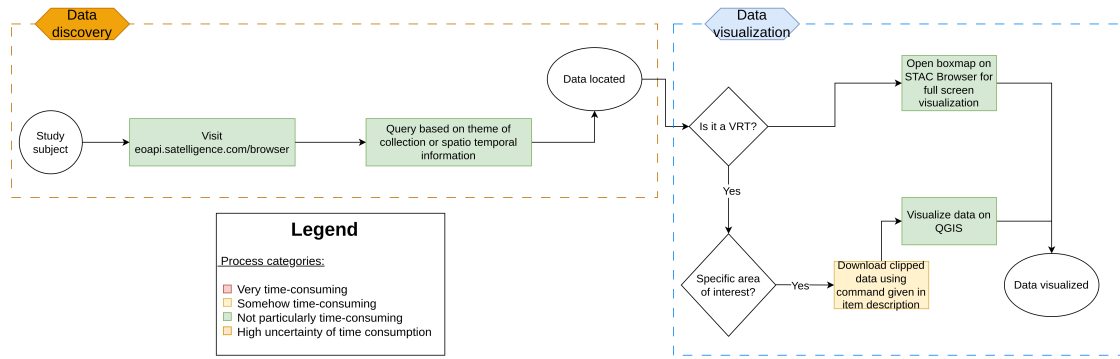 Data
discovery
Data
visualization
Study
subject
Visit
eoapi.satelligence.com/browser
Query based on theme of
collection or spatio temporal
information
Data located
Is it a VRT?
Open boxmap on
STAC Browser for
full screen
visualization
Yes
Specific area
of interest?
Yes
Download clipped
data using
command given in
item description
Visualize data on
QGIS
Data visualized
Legend
Process categories:
Very time-consuming
Somehow time-consuming
Not particularly time-consuming
High uncertainty of time consumption